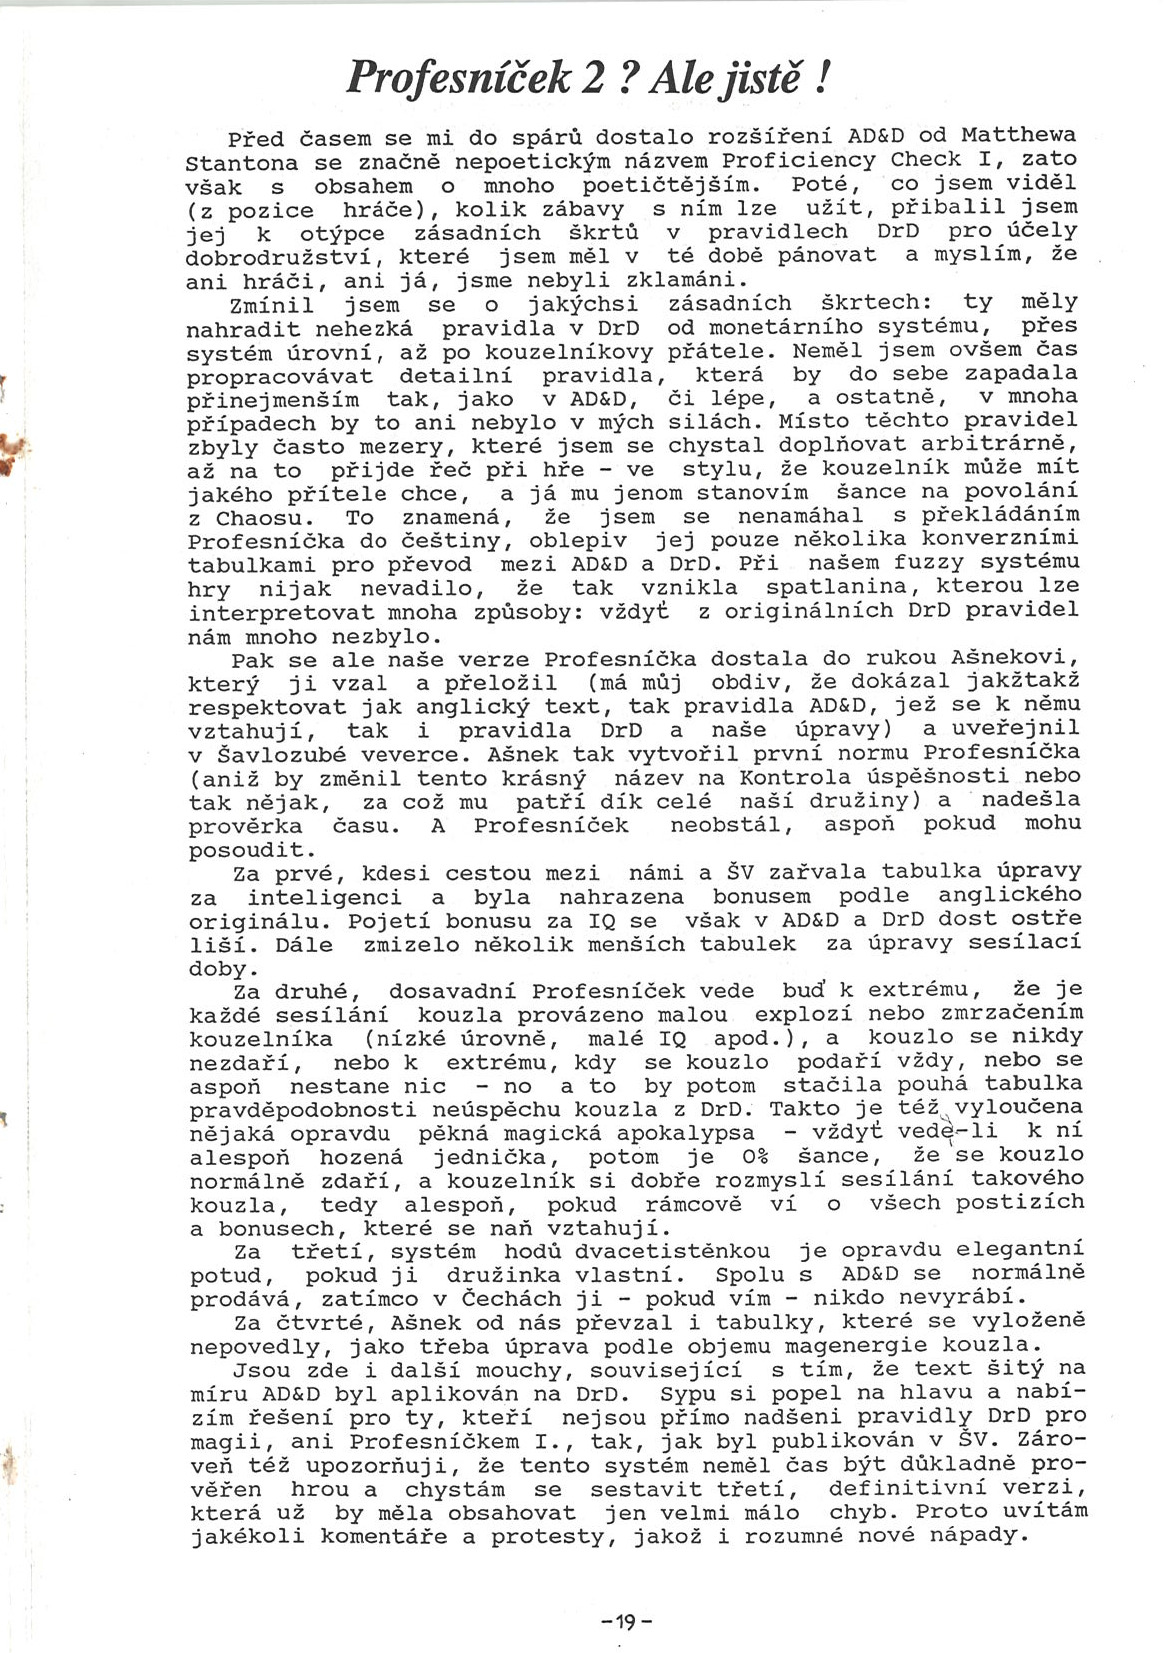 Profesníček 2 ? Ale jistě !
Před časem se mi do spárů dostalo rozšíření AD&D od Matthewa
Stantona se značně nepoetickým názvem Proficiency Check I, zato
však s obsahem o mnoho poetičtějším. Poté, co jsem viděl
(z pozice hráče), kolik zábavy s ním lze užít, přibalil jsem
jej k otýpce zásadních škrtů v pravidlech DrD pro účely
dobrodružství, které jsem měl v té době pánovat a myslím, že
ani hráči, ani já, jsme nebyli zklamáni.
Zmínil jsem se o jakýchsi zásadních škrtech: ty měly
nahradit nehezká pravidla v DrD od monetárního systému, přes
systém úrovní, až po kouzelníkovy přátele. Neměl jsem ovšem čas
propracovávat detailní pravidla, která by do sebe zapadala
přinejmenším tak, jako v AD&D, či lépe, a ostatně, v mnoha
případech by to ani nebylo v mých silách. Místo těchto pravidel
zbyly často mezery, které jsem se chystal doplňovat arbitrárně,
až na to přijde řeč při hře - ve stylu, že kouzelník může mít
jakého přítele chce, a já mu jenom stanovím šance na povolání
z Chaosu. To znamená, že jsem se nenamáhal s překládáním
Profesníčka do češtiny, oblepiv jej pouze několika konverzními
tabulkami pro převod mezi AD&D a DrD. Při našem fuzzy systému
hry nijak nevadilo, že tak vznikla spatlanina, kterou lze
interpretovat mnoha způsoby: vždyť z originálních DrD pravidel
nám mnoho nezbylo.
Pak se ale naše verze Profesníčka dostala do rukou Ašnekovi,
který ji vzal a přeložil (má můj obdiv, že dokázal jakžtakž
respektovat jak anglický text, tak pravidla AD&D, jež se k němu
vztahují, tak i pravidla DrD a naše úpravy) a uveřejnil
v Šavlozubé veverce. Ašnek tak vytvořil první normu Profesníčka
(aniž by změnil tento krásný název na Kontrola úspěšnosti nebo
tak nějak, za což mu patří dík celé naší družiny) a nadešla
prověrka času. A Profesníček neobstál, aspoň pokud mohu
posoudit.
Za prvé, kdesi cestou mezi námi a ŠV zařvala tabulka úpravy
za inteligenci a byla nahrazena bonusem podle anglického
originálu. Pojetí bonusu za IQ se však v AD&D a DrD dost ostře
liší. Dále zmizelo několik menších tabulek za úpravy sesílací
doby.
Za druhé, dosavadní Profesníček vede buď k extrému, že je
každé sesílání kouzla provázeno malou explozí nebo zmrzačením
kouzelníka (nízké úrovně, malé IQ apod.), a kouzlo se nikdy
nezdaří, nebo k extrému, kdy se kouzlo podaří vždy, nebo se
aspoň nestane nic - no a to by potom stačila pouhá tabulka
pravděpodobnosti neúspěchu kouzla z DrD. Takto je též vyloučena
nějaká opravdu pěkná magická apokalypsa - vždyť vede-li k ní
alespoň hozená jednička, potom je 0% šance, že se kouzlo
normálně zdaří, a kouzelník si dobře rozmyslí sesílání takového
kouzla, tedy alespoň, pokud rámcově ví o všech postizích
a bonusech, které se naň vztahují.
Za třetí, systém hodů dvacetistěnkou je opravdu elegantní
potud, pokud ji družinka vlastní. Spolu s AD&D se normálně
prodává, zatímco v Čechách ji - pokud vím - nikdo nevyrábí.
Za čtvrté, Ašnek od nás převzal i tabulky, které se vyloženě
nepovedly, jako třeba úprava podle objemu magenergie kouzla.
Jsou zde i další mouchy, související s tím, že text šitý na
míru AD&D byl aplikován na DrD. Sypu si popel na hlavu a nabí-
zím řešení pro ty, kteří nejsou přímo nadšeni pravidly DrD pro
magii, ani Profesníčkem I., tak, jak byl publikován v ŠV. Záro-
veň též upozorňuji, že tento systém neměl čas být důkladně pro-
věřen hrou a chystám se sestavit třetí, definitivní verzi,
která už by měla obsahovat jen velmi málo chyb. Proto uvítám
jakékoli komentáře a protesty, jakož i rozumné nové nápady.
-19-